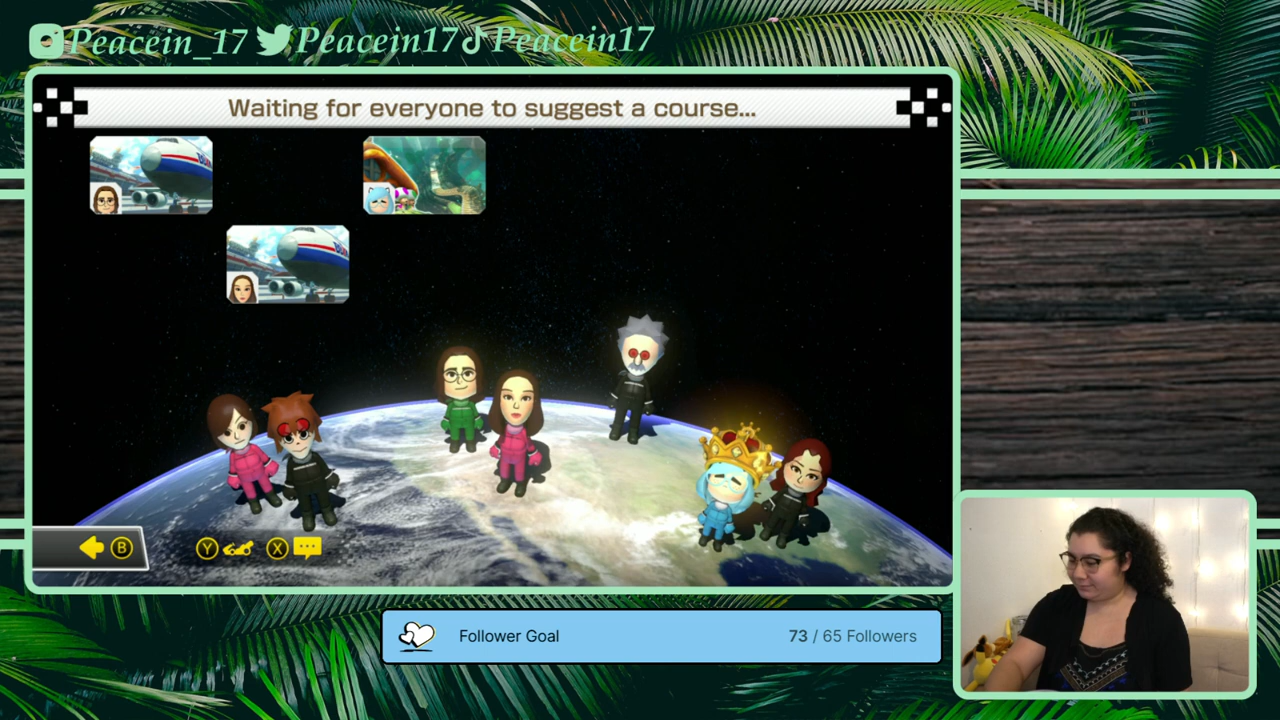 Peacein_17 Peacein17 Peacein17
Waiting for everyone to suggest a course...
B Y X
Follower Goal 73 / 65 Followers